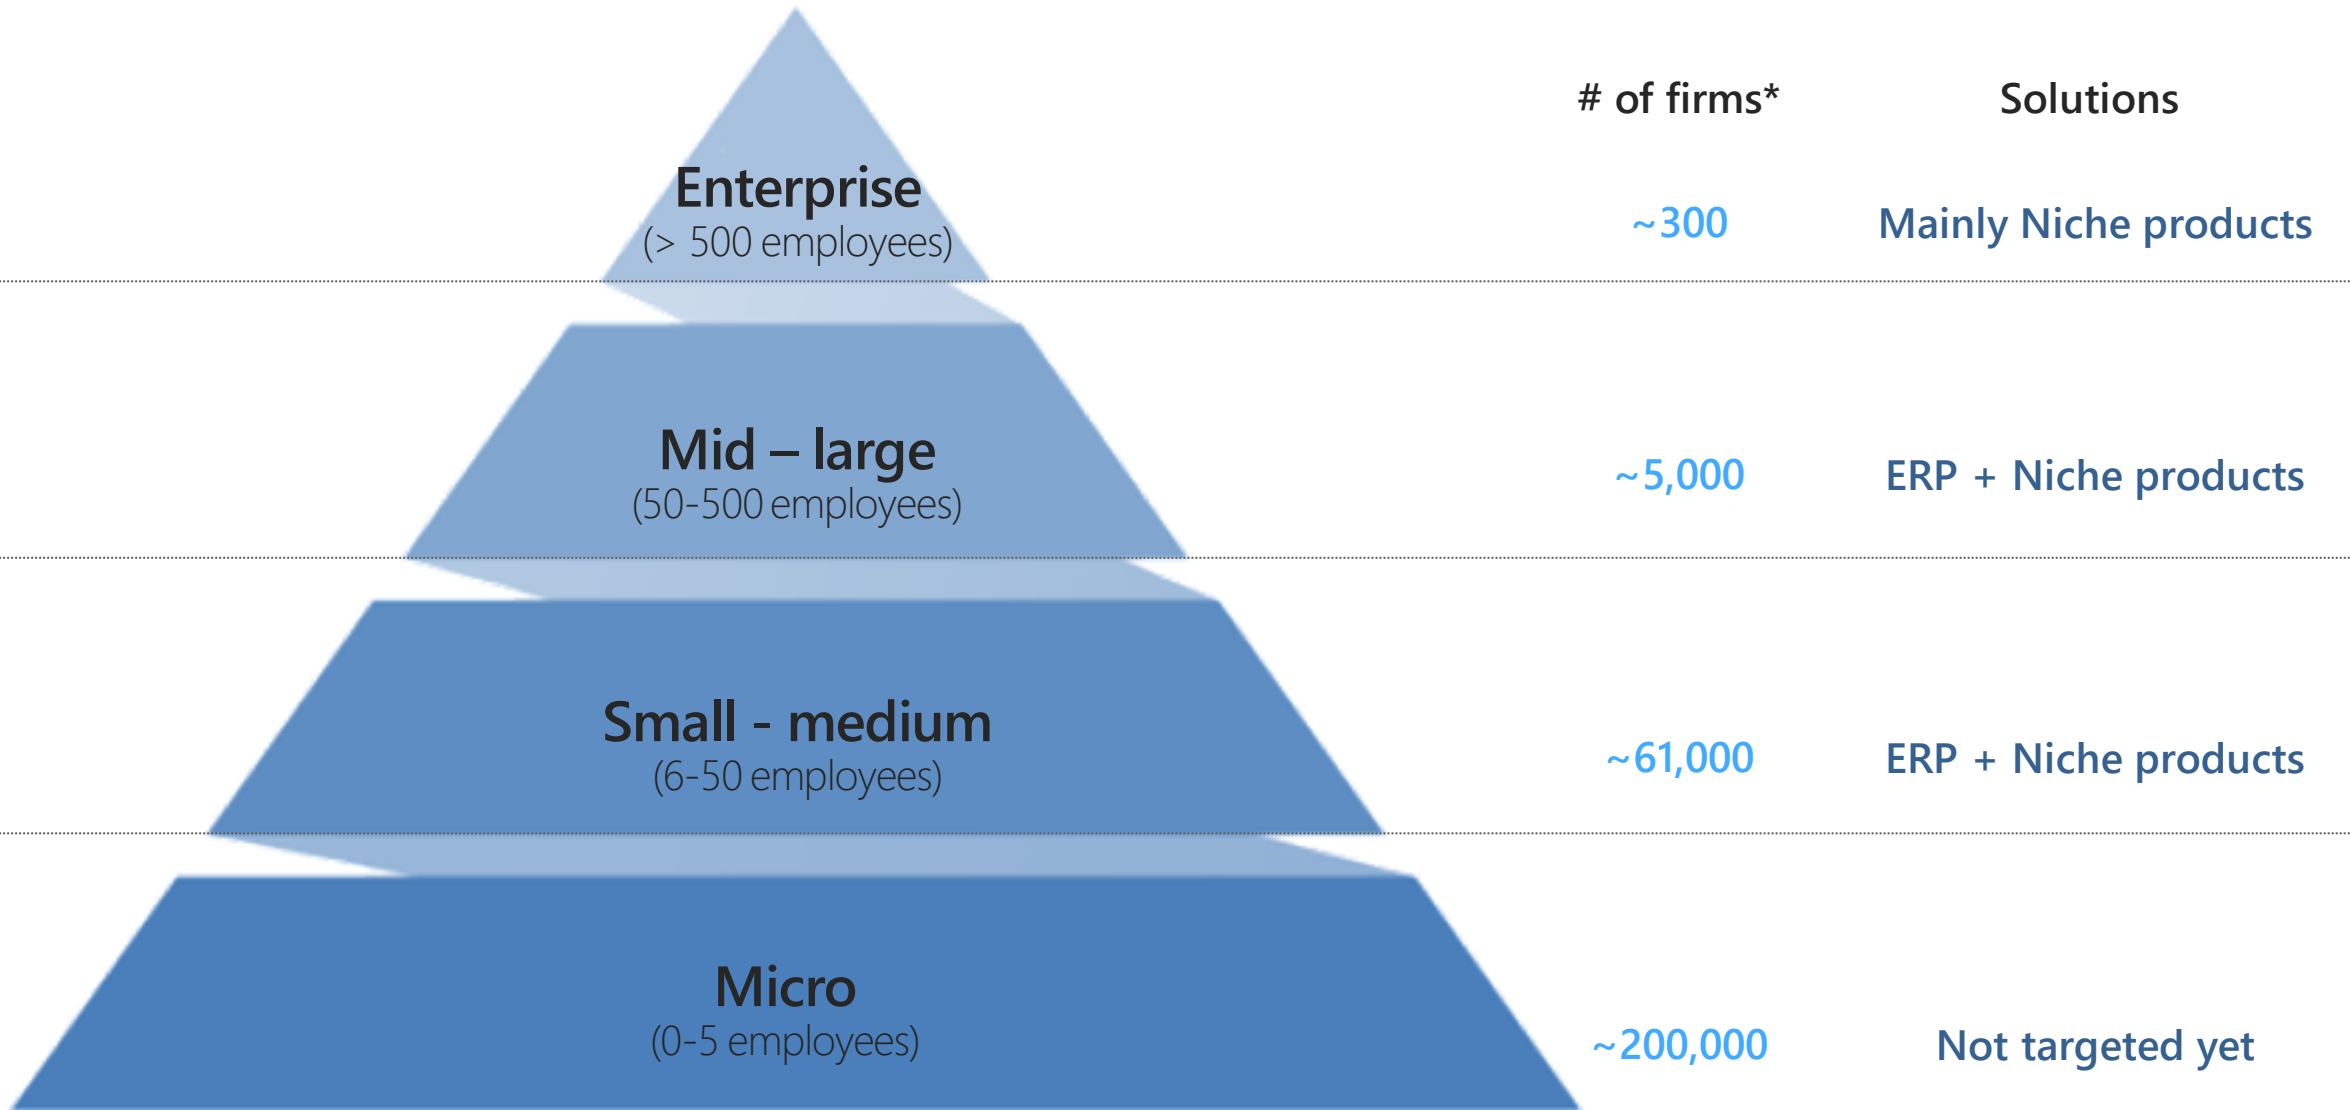 # of firms* Solutions
Enterprise
(> 500 employees)
~300 Mainly Niche products
Mid – large
(50-500 employees)
~5,000 ERP + Niche products
Small - medium
(6-50 employees)
~61,000 ERP + Niche products
Micro
(0-5 employees)
~200,000 Not targeted yet